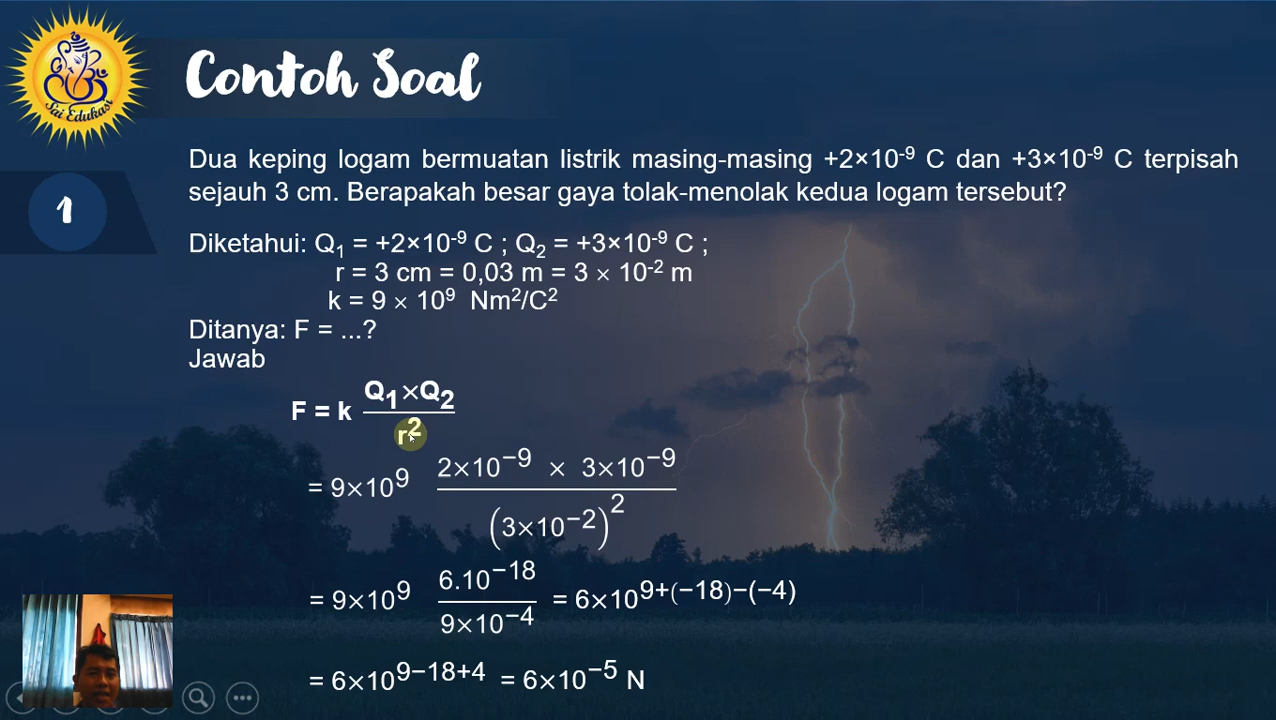 Sai Edukasi
Contoh Soal
1
Dua keping logam bermuatan listrik masing-masing +2×10⁻⁹ C dan +3×10⁻⁹ C terpisah
sejauh 3 cm. Berapakah besar gaya tolak-menolak kedua logam tersebut?
Diketahui: Q₁ = +2×10⁻⁹ C ; Q₂ = +3×10⁻⁹ C ;
r = 3 cm = 0,03 m = 3 × 10⁻² m
k = 9 × 10⁹ Nm²/C²
Ditanya: F = ...?
Jawab
F = k (Q₁×Q₂)/r²
= 9×10⁹ (2×10⁻⁹ × 3×10⁻⁹)/(3×10⁻²)²
= 9×10⁹ (6.10⁻¹⁸)/(9×10⁻⁴) = 6×10⁹⁺⁽⁻¹⁸⁾⁻⁽⁻⁴⁾
= 6×10⁹⁻¹⁸⁺⁴ = 6×10⁻⁵ N